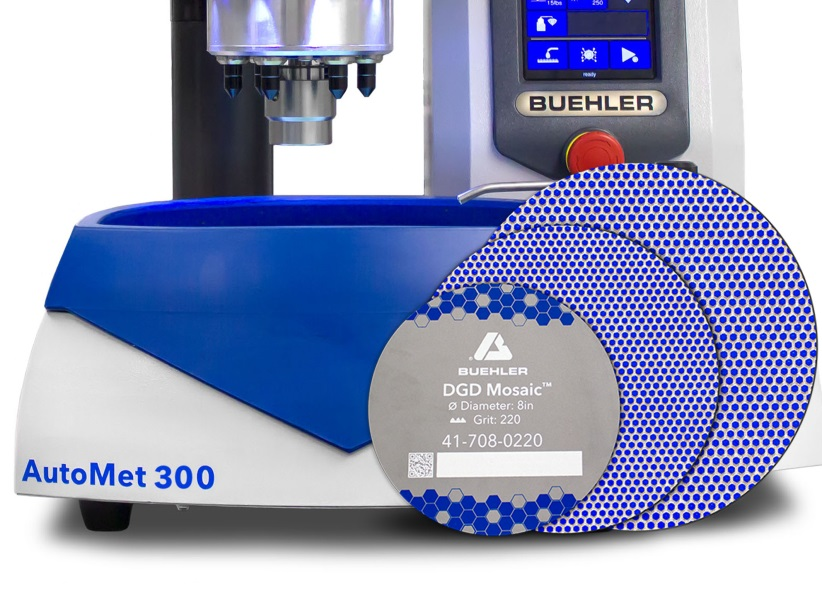 15lbs
250
ready
BUEHLER
BUEHLER
DGD Mosaic™
Ø Diameter: 8in
Grit: 220
41-708-0220
AutoMet 300